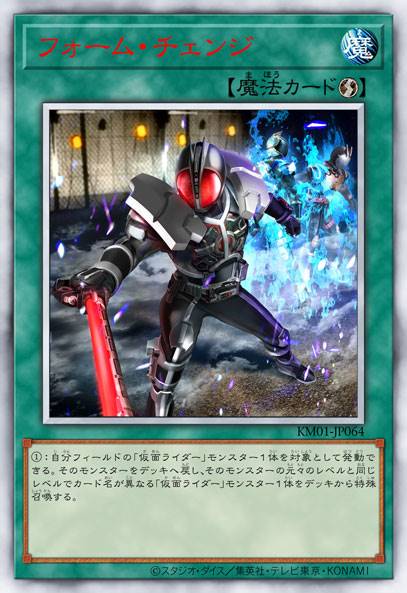 フォーム・チェンジ
魔
【魔法カード】
KM01-JP064
①：自分フィールドの「仮面ライダー」モンスター１体を対象として発動で
きる。そのモンスターをデッキへ戻し、そのモンスターの元々のレベルと同じ
レベルでカード名が異なる「仮面ライダー」モンスター１体をデッキから特殊
召喚する。
©スタジオ・ダイス／集英社・テレビ東京・KONAMI